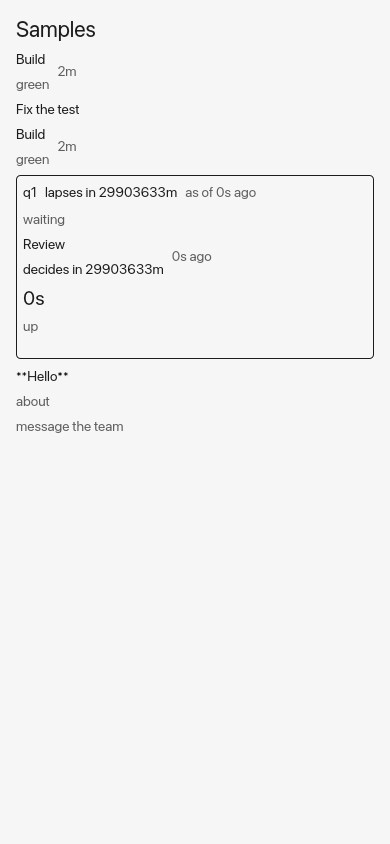 Samples
Build
green
2m
Fix the test
Build
green
2m
q1 lapses in 29903633m as of 0s ago
waiting
Review
decides in 29903633m
0s ago
0s
up
**Hello**
about
message the team